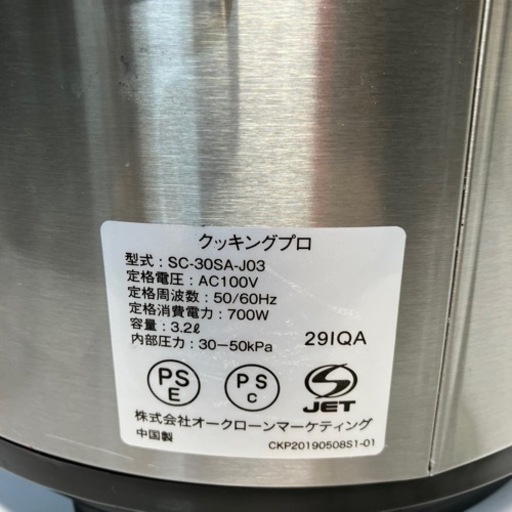 クッキングプロ
型式：SC-30SA-J03
定格電圧：AC100V
定格周波数：50/60Hz
定格消費電力：700W
容量：3.2ℓ
内部圧力：30－50kPa
29IQA
PS
E
PS
C
JET
株式会社オークローンマーケティング
中国製
CKP20190508S1-01